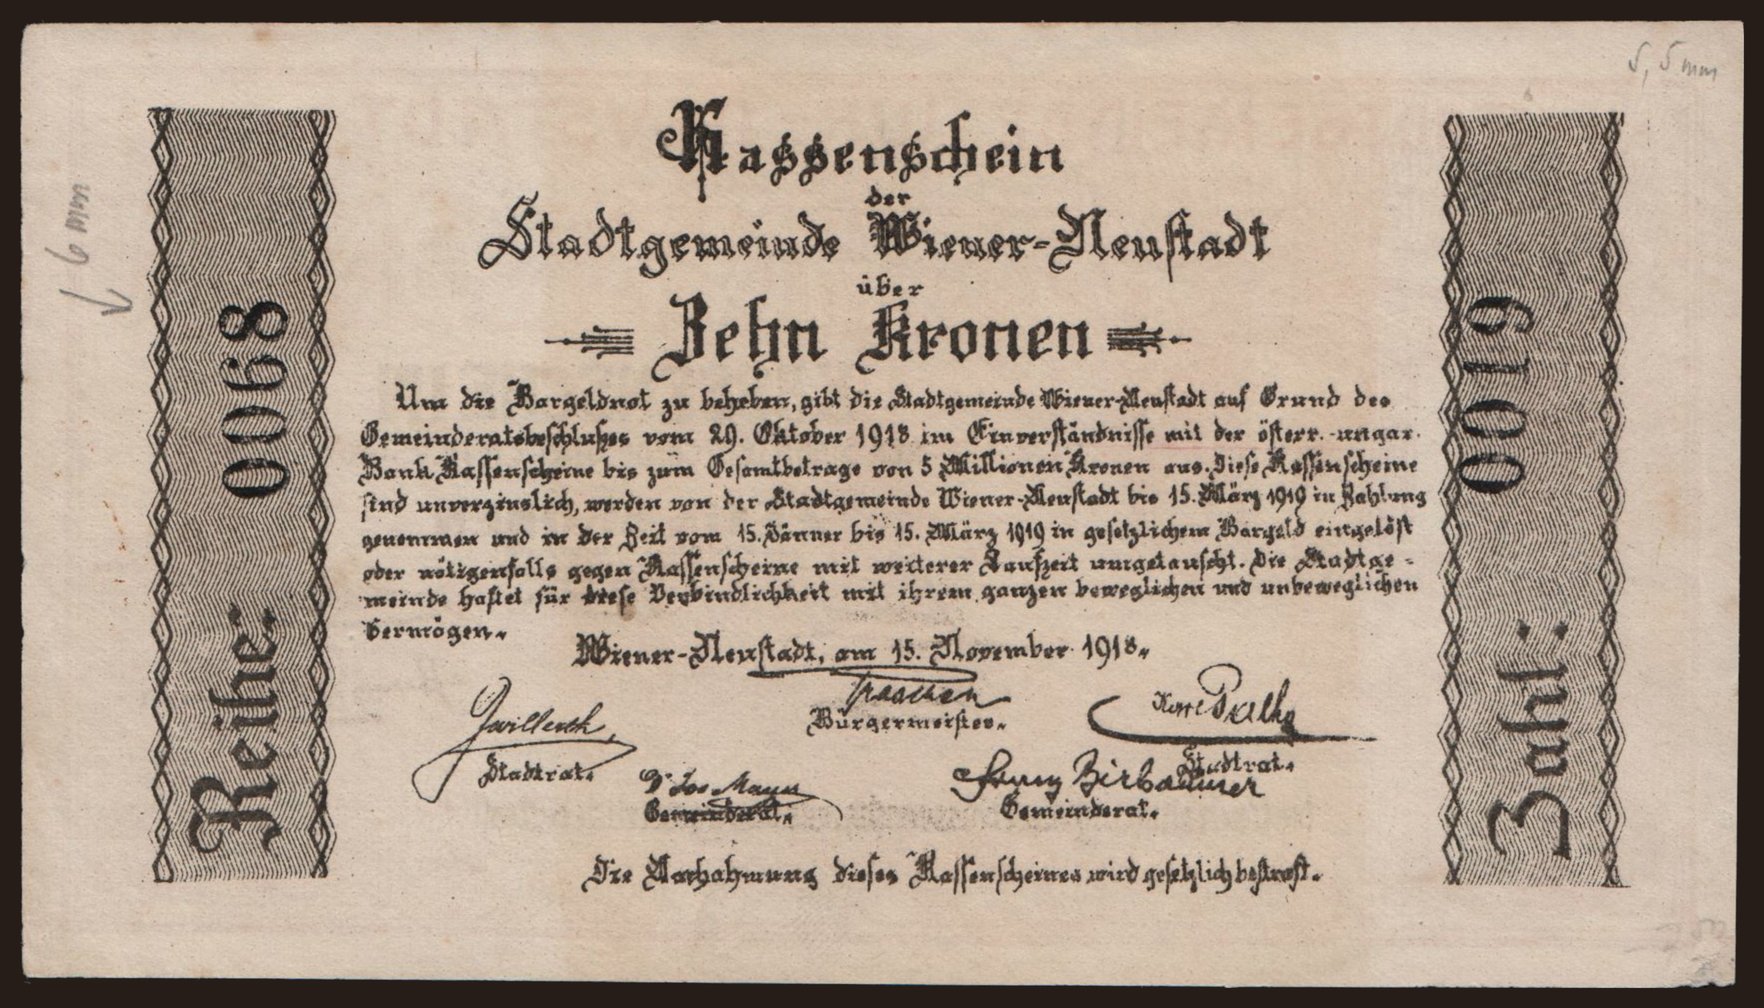 5,5 mm
6 mm
Reihe: 0068
Kassenschein
der
Stadtgemeinde Wiener-Neustadt
über
Zehn Kronen
Um die Bargeldnot zu beheben, gibt die Stadtgemeinde Wiener-Neustadt auf Grund des
Gemeinderatsbeschlußes vom 29. Oktober 1918 im Einverständnisse mit der österr.-ungar.
Bank Kassenscheine bis zum Gesamtbetrage von 5 Millionen Kronen aus. Diese Kassenscheine
sind unverzinslich, werden von der Stadtgemeinde Wiener-Neustadt bis 15. März 1919 in Zahlung
genommen und in der Zeit vom 15. Jänner bis 15. März 1919 in gesetzlichem Bargeld eingelöst
oder nötigenfalls gegen Kassenscheine mit weiterer Laufzeit umgetauscht. Die Stadtge-
meinde haftet für diese Verbindlichkeit mit ihrem ganzen beweglichen und unbeweglichen
Vermögen.
Wiener-Neustadt, am 15. November 1918.
Bürgermeister.
Stadtrat.
Stadtrat.
Dr Jos Mann
Gemeinderat.
Franz Birbaumer
Gemeinderat.
Die Nachahmung dieses Kassenscheines wird gesetzlich bestraft.
Zahl: 0019